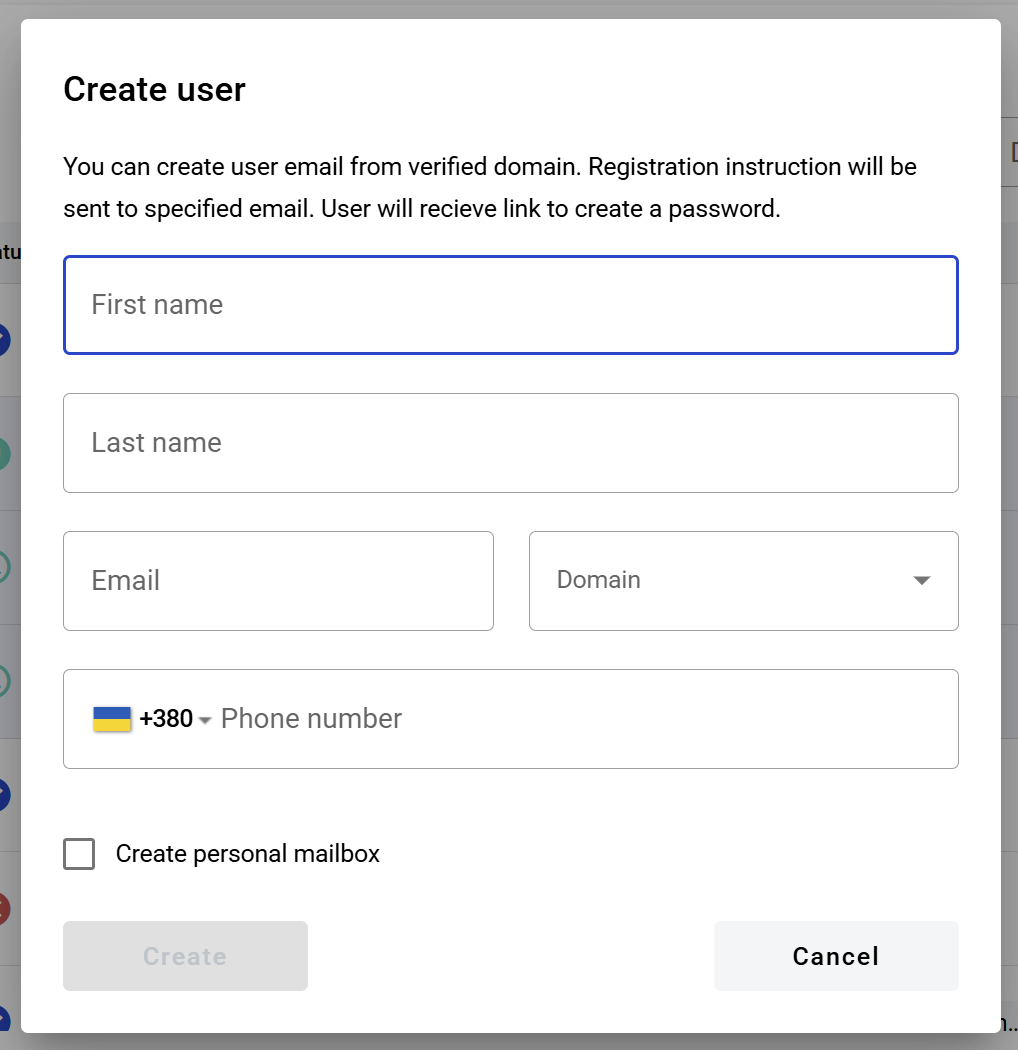 Create user
You can create user email from verified domain. Registration instruction will be
sent to specified email. User will recieve link to create a password.
First name
Last name
Email
Domain
+380 Phone number
Create personal mailbox
Create
Cancel